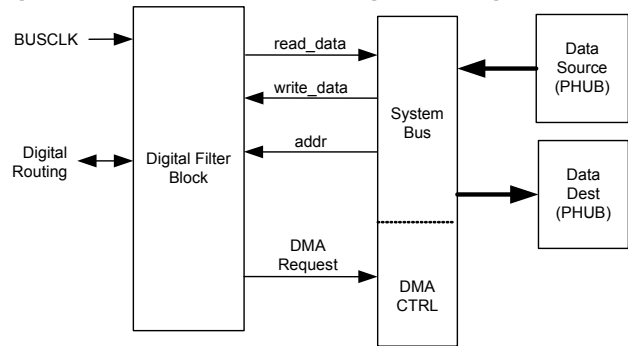 BUSCLK
read_data
write_data
addr
Digital
Routing
Digital Filter
Block
DMA
Request
System
Bus
DMA
CTRL
Data
Source
(PHUB)
Data
Dest
(PHUB)